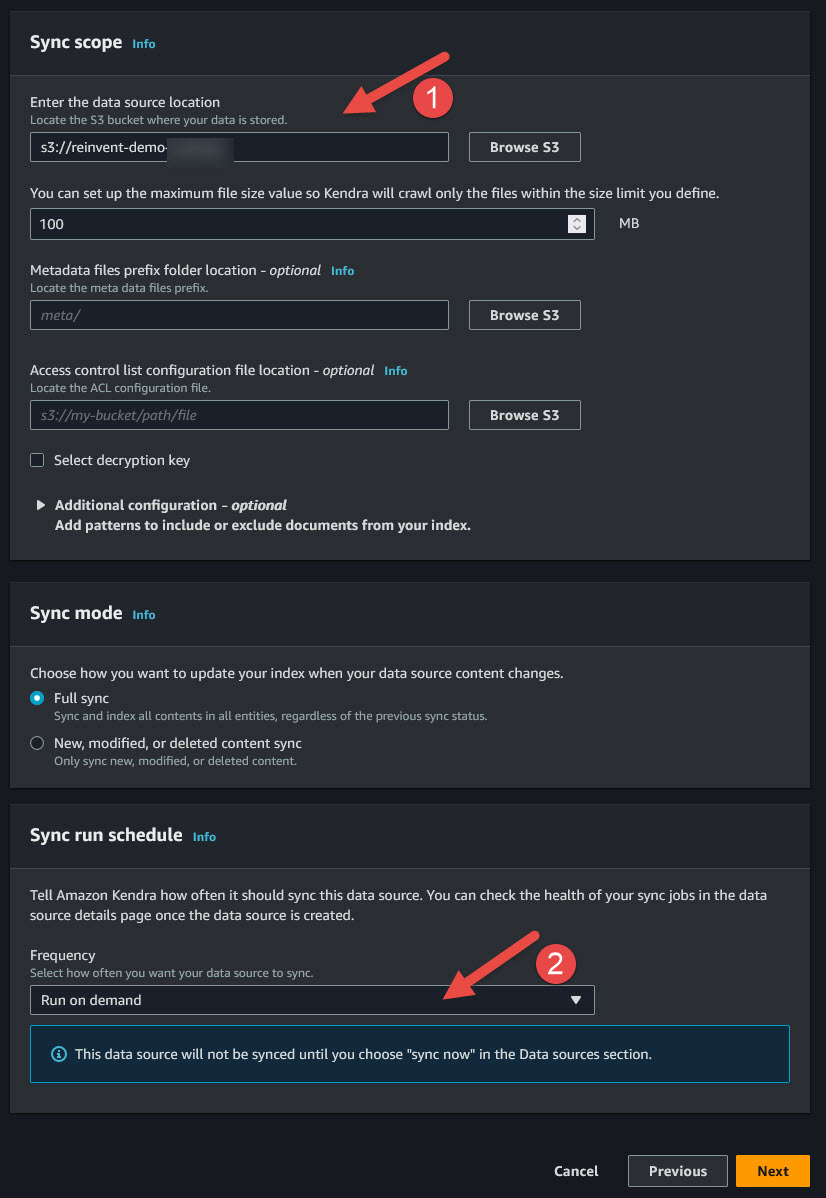 Sync scope Info
Enter the data source location
Locate the S3 bucket where your data is stored.
1
s3://reinvent-demo- Browse S3
You can set up the maximum file size value so Kendra will crawl only the files within the size limit you define.
100 MB
Metadata files prefix folder location - optional Info
Locate the meta data files prefix.
meta/ Browse S3
Access control list configuration file location - optional Info
Locate the ACL configuration file.
s3://my-bucket/path/file Browse S3
Select decryption key
Additional configuration - optional
Add patterns to include or exclude documents from your index.
Sync mode Info
Choose how you want to update your index when your data source content changes.
Full sync
Sync and index all contents in all entities, regardless of the previous sync status.
New, modified, or deleted content sync
Only sync new, modified, or deleted content.
Sync run schedule Info
Tell Amazon Kendra how often it should sync this data source. You can check the health of your sync jobs in the data
source details page once the data source is created.
Frequency
Select how often you want your data source to sync.
2
Run on demand
This data source will not be synced until you choose "sync now" in the Data sources section.
Cancel Previous Next